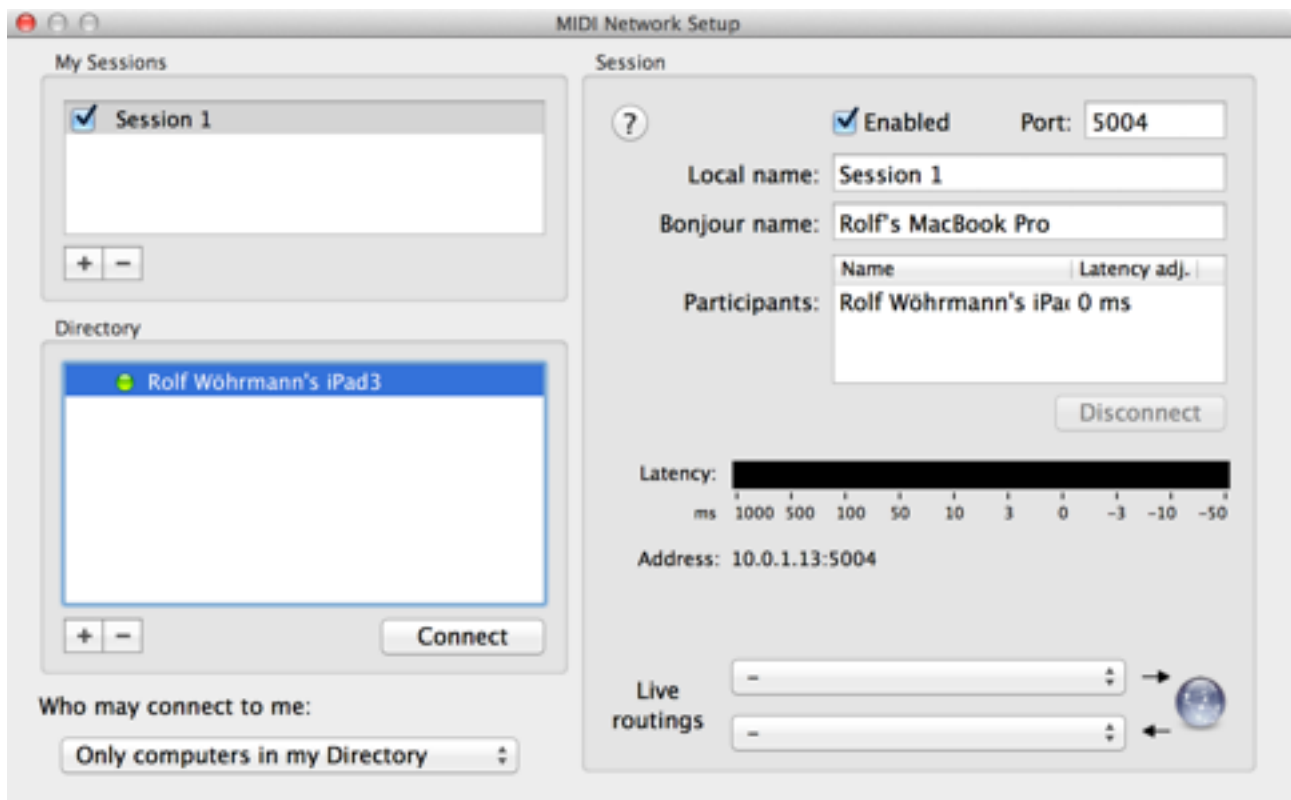 MIDI Network Setup
My Sessions
Session 1
+ −
Directory
Rolf Wöhrmann's iPad3
+ −
Connect
Who may connect to me:
Only computers in my Directory
Session
?
Enabled Port: 5004
Local name: Session 1
Bonjour name: Rolf's MacBook Pro
Name Latency adj.
Participants: Rolf Wöhrmann's iPa 0 ms
Disconnect
Latency:
ms 1000 500 100 50 10 3 0 -3 -10 -50
Address: 10.0.1.13:5004
Live
routings
-
-